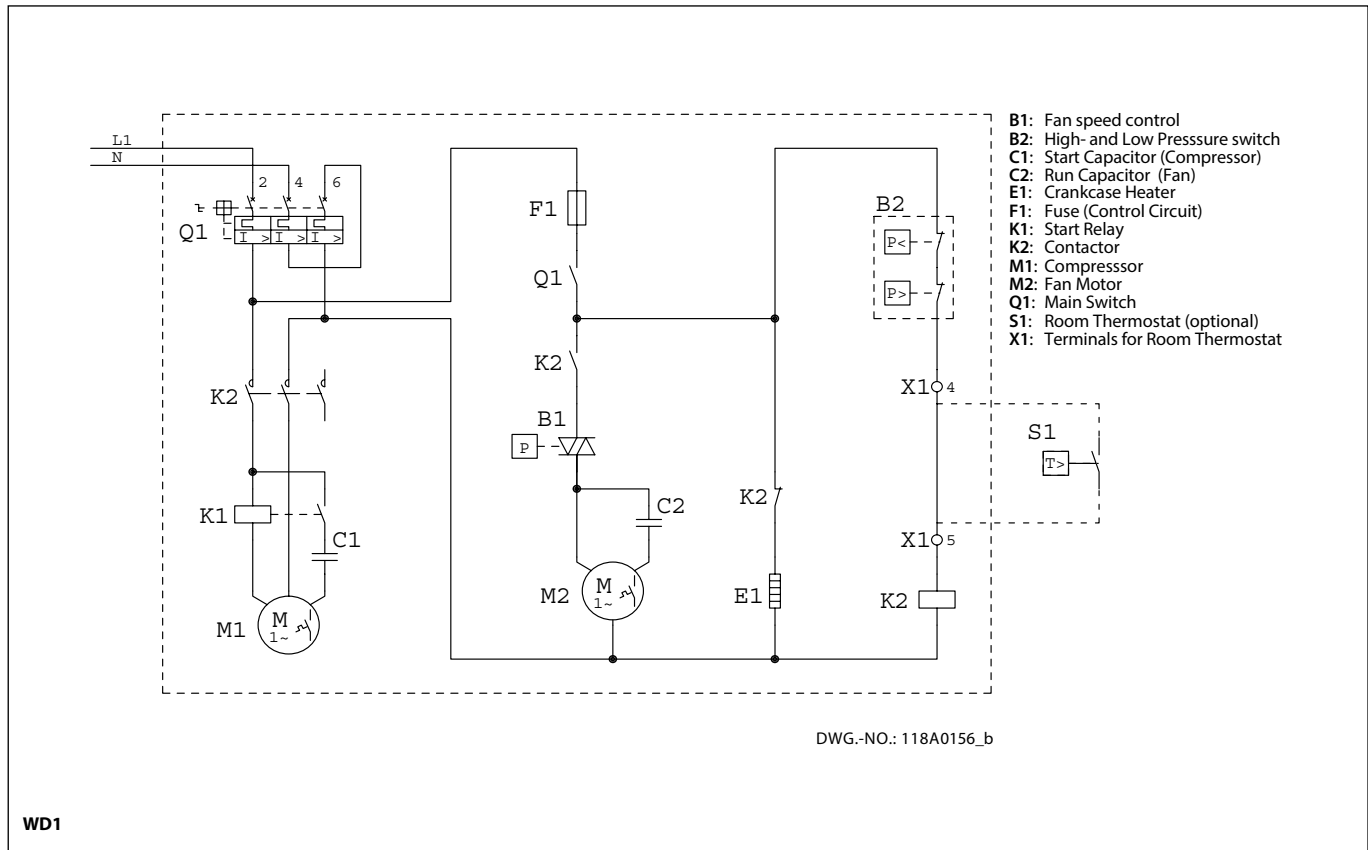 L1
N
2 4 6
Q1
I > I > I >
K2
K1
C1
M1
M
1~
F1
Q1
K2
B1
P
C2
M2
M
1~
K2
E1
B2
P<
P>
X1 4
S1
T>
X1 5
K2
B1: Fan speed control
B2: High- and Low Presssure switch
C1: Start Capacitor (Compressor)
C2: Run Capacitor (Fan)
E1: Crankcase Heater
F1: Fuse (Control Circuit)
K1: Start Relay
K2: Contactor
M1: Compresssor
M2: Fan Motor
Q1: Main Switch
S1: Room Thermostat (optional)
X1: Terminals for Room Thermostat
DWG.-NO.: 118A0156_b
WD1